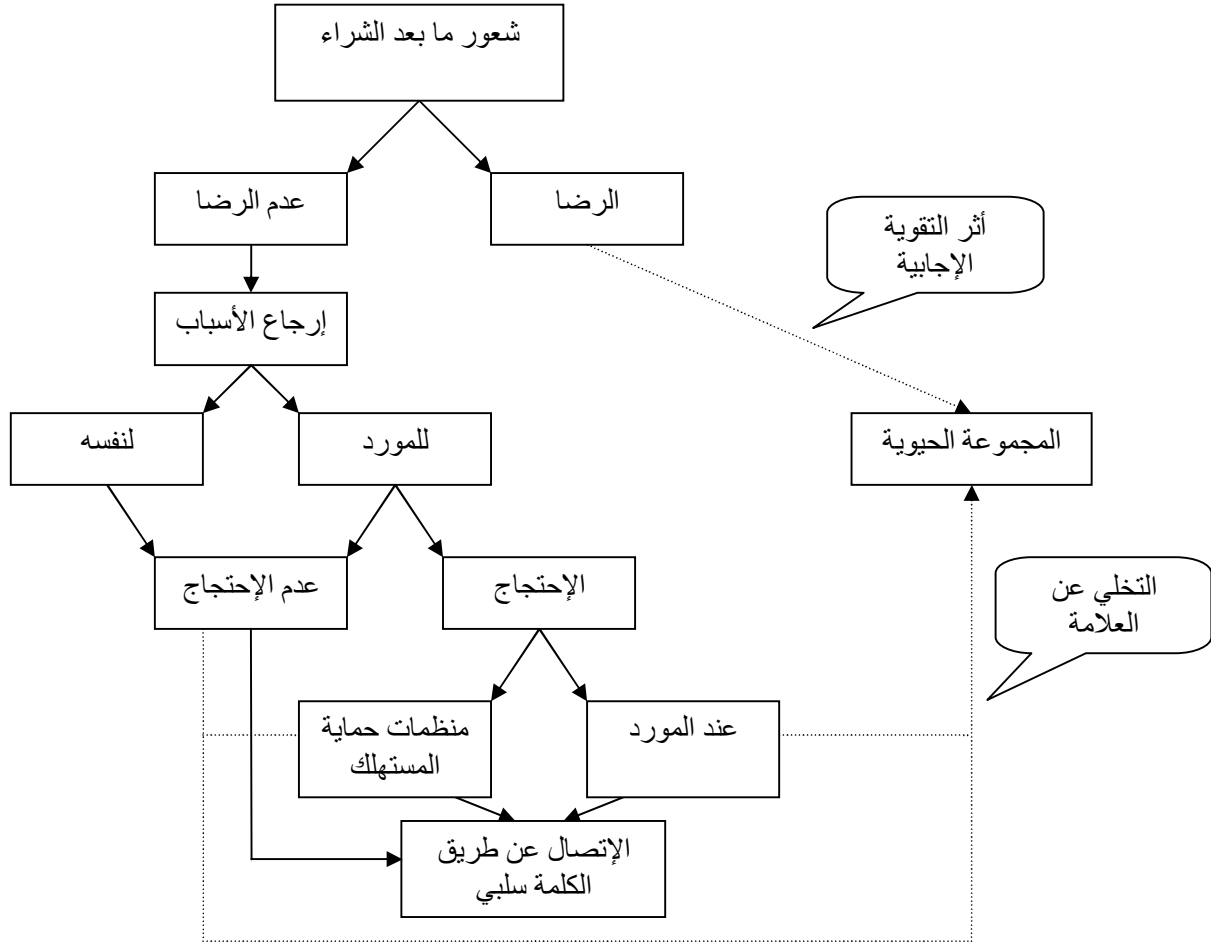 شعور ما بعد الشراء
الرضا
عدم الرضا
أثر التقوية
الإجابية
إرجاع الأسباب
المجموعة الحيوية
للمورد
لنفسه
الإحتجاج
عدم الإحتجاج
التخلي عن
العلامة
عند المورد
منظمات حماية
المستهلك
الإتصال عن طريق
الكلمة سلبي